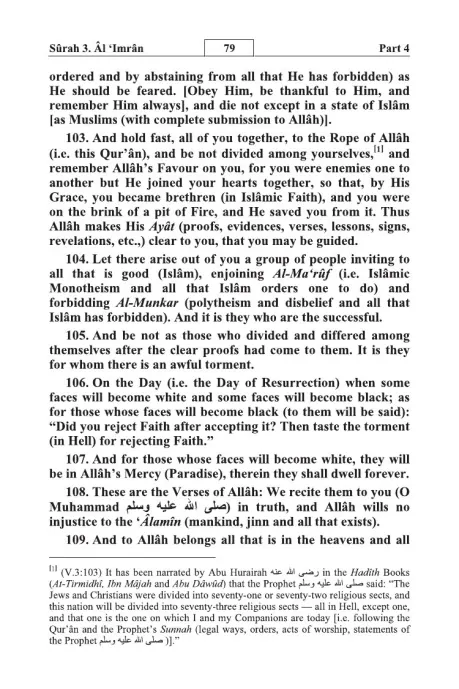 Sûrah 3. Âl ‘Imrân 79 Part 4
ordered and by abstaining from all that He has forbidden) as
He should be feared. [Obey Him, be thankful to Him, and
remember Him always], and die not except in a state of Islâm
[as Muslims (with complete submission to Allâh)].
103. And hold fast, all of you together, to the Rope of Allâh
(i.e. this Qur’ân), and be not divided among yourselves,[1] and
remember Allâh’s Favour on you, for you were enemies one to
another but He joined your hearts together, so that, by His
Grace, you became brethren (in Islâmic Faith), and you were
on the brink of a pit of Fire, and He saved you from it. Thus
Allâh makes His Ayât (proofs, evidences, verses, lessons, signs,
revelations, etc.,) clear to you, that you may be guided.
104. Let there arise out of you a group of people inviting to
all that is good (Islâm), enjoining Al-Ma‘rûf (i.e. Islâmic
Monotheism and all that Islâm orders one to do) and
forbidding Al-Munkar (polytheism and disbelief and all that
Islâm has forbidden). And it is they who are the successful.
105. And be not as those who divided and differed among
themselves after the clear proofs had come to them. It is they
for whom there is an awful torment.
106. On the Day (i.e. the Day of Resurrection) when some
faces will become white and some faces will become black; as
for those whose faces will become black (to them will be said):
“Did you reject Faith after accepting it? Then taste the torment
(in Hell) for rejecting Faith.”
107. And for those whose faces will become white, they will
be in Allâh’s Mercy (Paradise), therein they shall dwell forever.
108. These are the Verses of Allâh: We recite them to you (O
Muhammad صلى الله عليه وسلم) in truth, and Allâh wills no
injustice to the ‘Âlamîn (mankind, jinn and all that exists).
109. And to Allâh belongs all that is in the heavens and all
[1] (V.3:103) It has been narrated by Abu Hurairah رضي الله عنه in the Hadîth Books
(At-Tirmidhî, Ibn Mâjah and Abu Dâwûd) that the Prophet صلى الله عليه وسلم said: “The
Jews and Christians were divided into seventy-one or seventy-two religious sects, and
this nation will be divided into seventy-three religious sects — all in Hell, except one,
and that one is the one on which I and my Companions are today [i.e. following the
Qur’ân and the Prophet’s Sunnah (legal ways, orders, acts of worship, statements of
the Prophet صلى الله عليه وسلم )].”